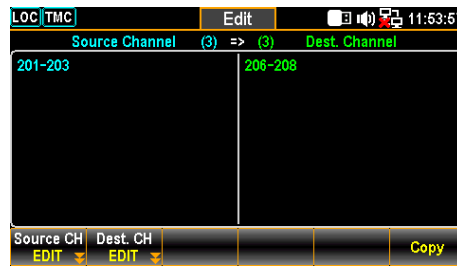 LOC TMC Edit 11:53:5
Source Channel (3) => (3) Dest. Channel
201-203 206-208
Source CH Dest. CH
EDIT EDIT Copy